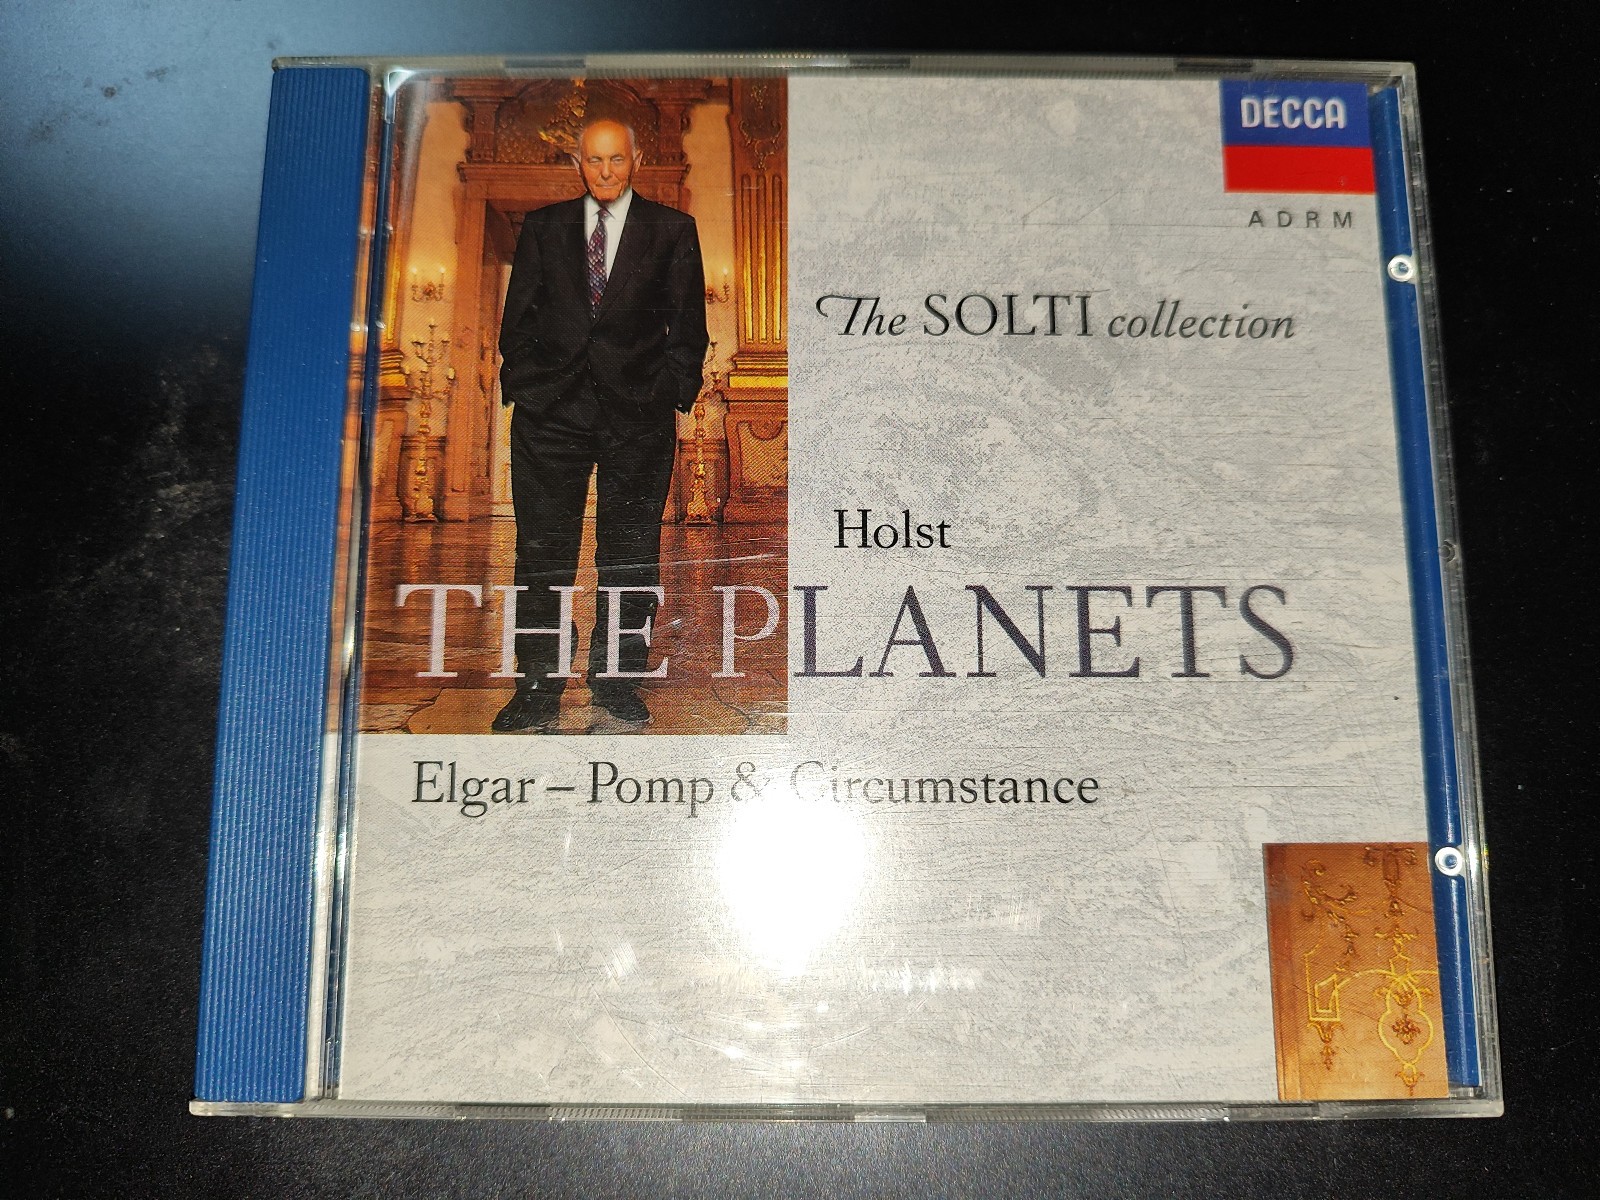 DECCA
ADRM
The SOLTI collection
Holst
THE PLANETS
Elgar – Pomp & Circumstance